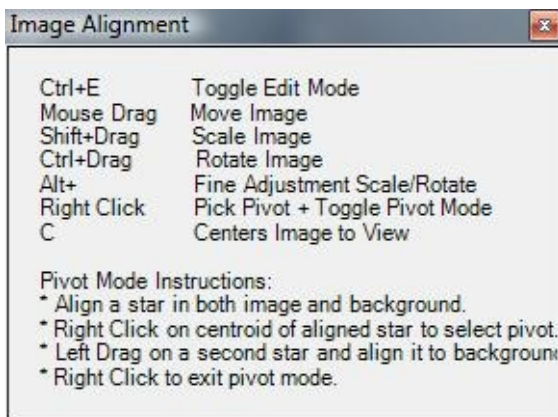 Image Alignment
Ctrl+E Toggle Edit Mode
Mouse Drag Move Image
Shift+Drag Scale Image
Ctrl+Drag Rotate Image
Alt+ Fine Adjustment Scale/Rotate
Right Click Pick Pivot + Toggle Pivot Mode
C Centers Image to View
Pivot Mode Instructions:
* Align a star in both image and background.
* Right Click on centroid of aligned star to select pivot.
* Left Drag on a second star and align it to background
* Right Click to exit pivot mode.